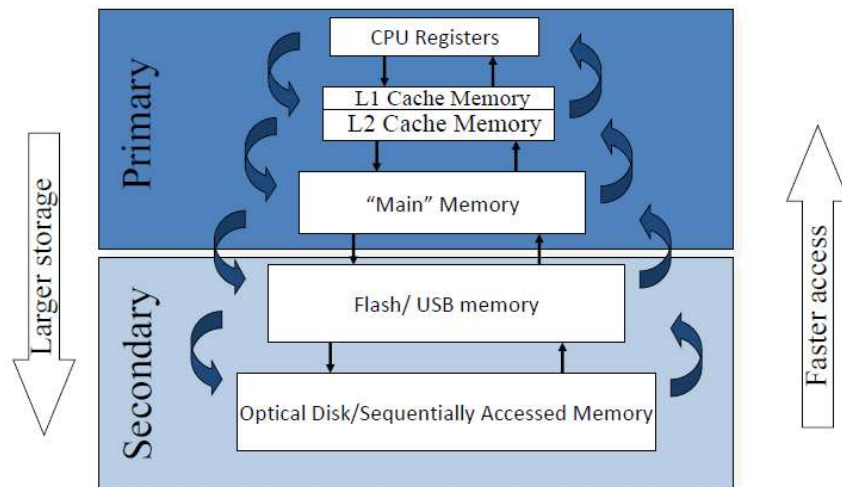 Primary
CPU Registers
L1 Cache Memory
L2 Cache Memory
“Main” Memory
Secondary
Flash/ USB memory
Optical Disk/Sequentially Accessed Memory
Larger storage
Faster access